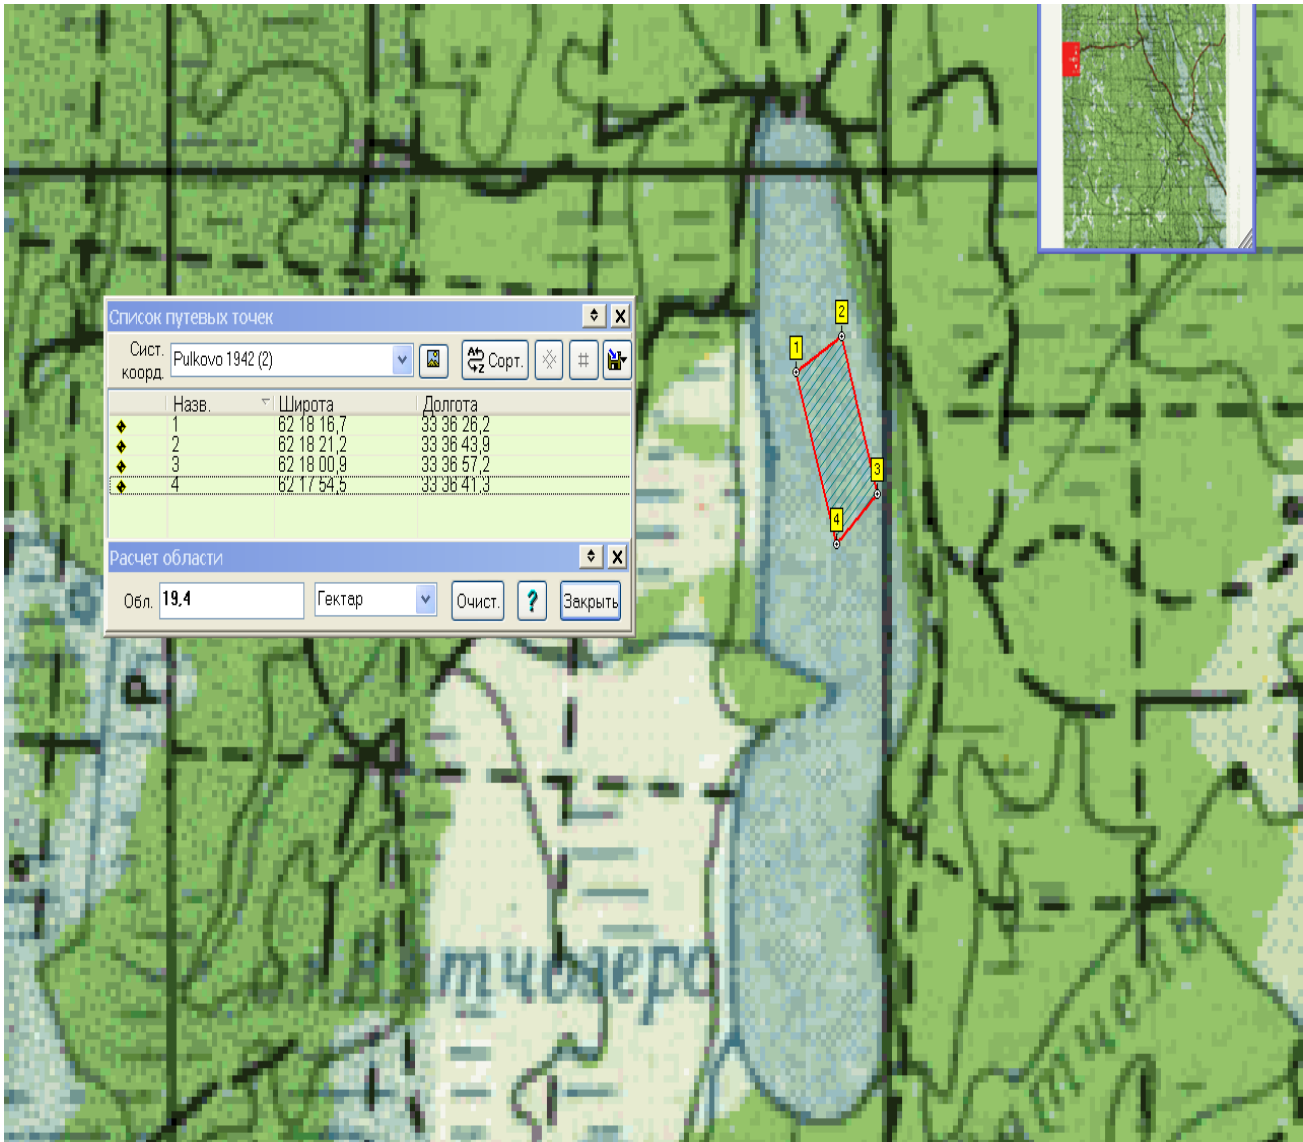 Список путевых точек
Сист. коорд.
Pulkovo 1942 (2)
Сорт.
Назв. Широта Долгота
1 62 18 16,7 33 36 26,2
2 62 18 21,2 33 36 43,9
3 62 18 00,9 33 36 57,2
4 62 17 54,5 33 36 41,3
Расчет области
Обл. 19,4 Гектар Очист. ? Закрыть
1
2
3
4